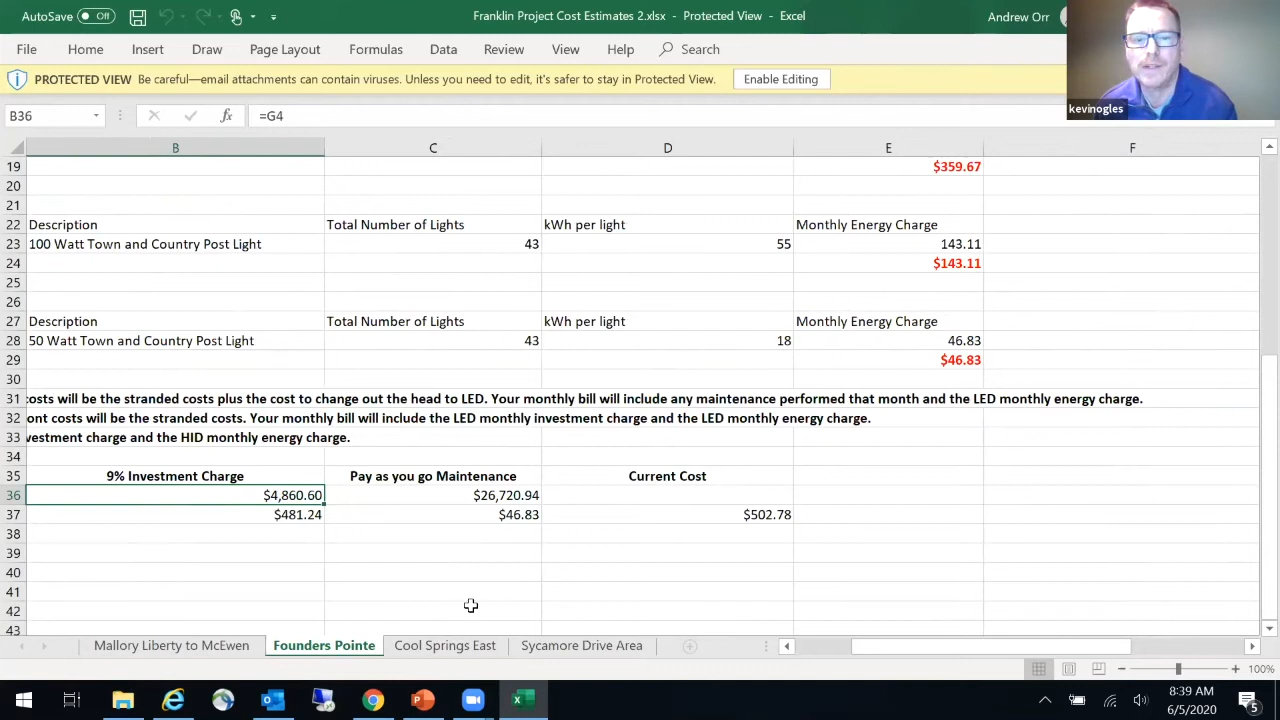 AutoSave Off Franklin Project Cost Estimates 2.xlsx - Protected View - Excel Andrew Orr
File Home Insert Draw Page Layout Formulas Data Review View Help Search
PROTECTED VIEW Be careful—email attachments can contain viruses. Unless you need to edit, it's safer to stay in Protected View. Enable Editing
kevinogles
B36 fx =G4
B C D E F
19 $359.67
20
21
22 Description Total Number of Lights kWh per light Monthly Energy Charge
23 100 Watt Town and Country Post Light 43 55 143.11
24 $143.11
25
26
27 Description Total Number of Lights kWh per light Monthly Energy Charge
28 50 Watt Town and Country Post Light 43 18 46.83
29 $46.83
30
31 costs will be the stranded costs plus the cost to change out the head to LED. Your monthly bill will include any maintenance performed that month and the LED monthly energy charge.
32 ont costs will be the stranded costs. Your monthly bill will include the LED monthly investment charge and the LED monthly energy charge.
33 vestment charge and the HID monthly energy charge.
34
35 9% Investment Charge Pay as you go Maintenance Current Cost
36 $4,860.60 $26,720.94
37 $481.24 $46.83 $502.78
38
39
40
41
42
43
Mallory Liberty to McEwen Founders Pointe Cool Springs East Sycamore Drive Area
100%
8:39 AM
6/5/2020 5